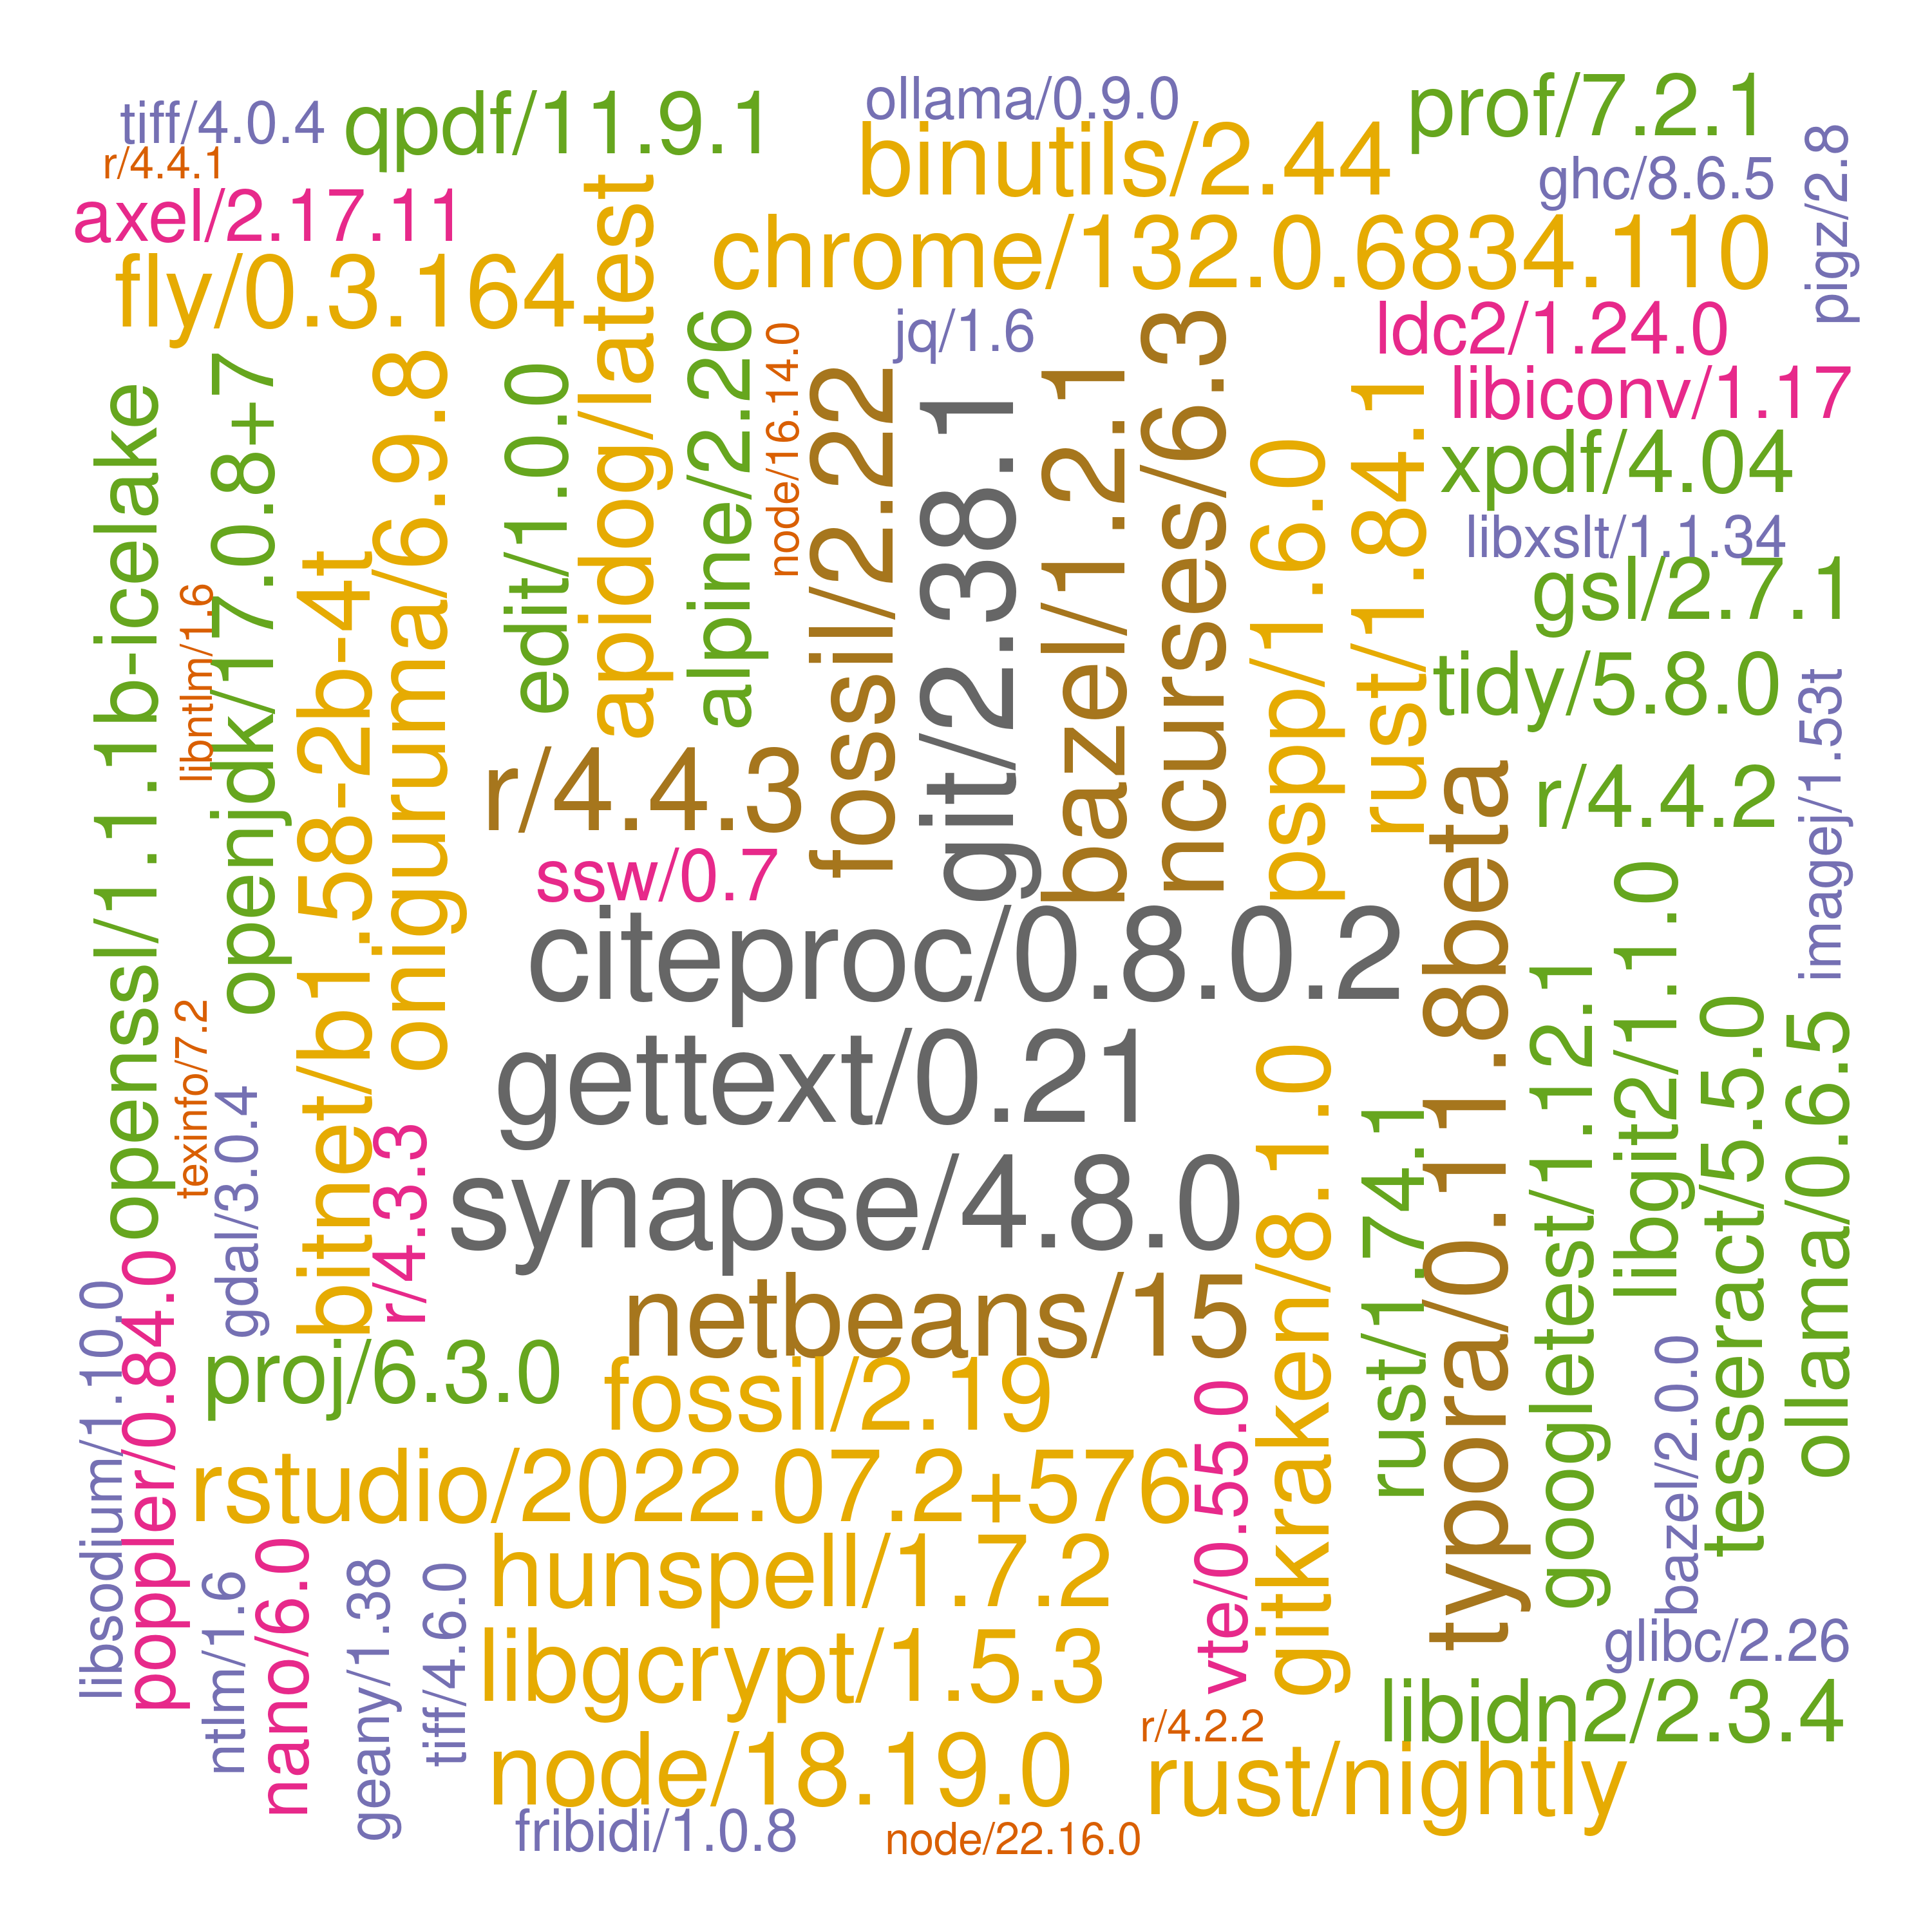 tiff/4.0.4
qpdf/11.9.1
ollama/0.9.0
prof/7.2.1
r/4.4.1
binutils/2.44
ghc/8.6.5
pigz/2.8
axel/2.17.11
chrome/132.0.6834.110
fly/0.3.164
apidog/latest
jq/1.6
ldc2/1.24.0
libiconv/1.17
openssl/1.1.1b-icelake
openjdk/17.0.8+7
oniguruma/6.9.8
edit/1.0.0
alpine/2.26
node/16.14.0
fossil/2.22
git/2.38.1
bazel/1.2.1
ncurses/6.3
pspp/1.6.0
rust/1.84.1
xpdf/4.04
libxslt/1.1.34
gsl/2.7.1
libntlm/1.6
bitnet/b1.58-2b-4t
tidy/5.8.0
imagej/1.53t
r/4.4.3
r/4.4.2
ssw/0.7
typora/0.11.8beta
citeproc/0.8.0.2
googletest/1.12.1
libgit2/1.1.0
tesseract/5.5.0
ollama/0.6.5
texinfo/7.2
gettext/0.21
gdal/3.0.4
r/4.3.3
synapse/4.8.0
gitkraken/8.1.0
rust/1.74.1
libsodium/1.10.0
poppler/0.84.0
netbeans/15
proj/6.3.0
fossil/2.19
vte/0.55.0
bazel/2.0.0
rstudio/2022.07.2+576
hunspell/1.7.2
ntlm/1.6
nano/6.0
geany/1.38
tiff/4.6.0
libgcrypt/1.5.3
glibc/2.26
libidn2/2.3.4
r/4.2.2
node/18.19.0
rust/nightly
fribidi/1.0.8
node/22.16.0